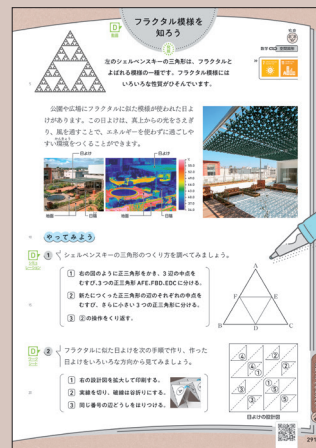 フラクタル模様を
知ろう
左のシェルペンスキーの三角形は、フラクタルと
よばれる模様の一種です。フラクタル模様には
いろいろな性質がひそんでいます。
公園や広場にフラクタルに似た模様が使われた日よ
けがあります。この日よけは、真上からの光をさえぎ
り、風を通すことで、エネルギーを使わずに過ごしや
すい環境をつくることができます。
日よけ
日よけ
地面
日陰
地面
日陰
やってみよう
1 シェルペンスキーの三角形のつくり方を調べてみましょう。
1 右の図のように正三角形をかき、3辺の中点を
むすび、3つの正三角形 AFE、FBD、EDC に分ける。
2 新たにつくった正三角形の辺のそれぞれの中点を
むすび、さらに小さい3つの正三角形に分ける。
3 2の操作をくり返す。
A
F
E
B
D
C
2 フラクタルに似た日よけを次の手順で作り、作った
日よけをいろいろな方向から見てみましょう。
1 右の設計図を拡大して印刷する。
2 実線を切り、破線は谷折りにする。
3 同じ番号の辺どうしをはりつける。
日よけの設計図
291